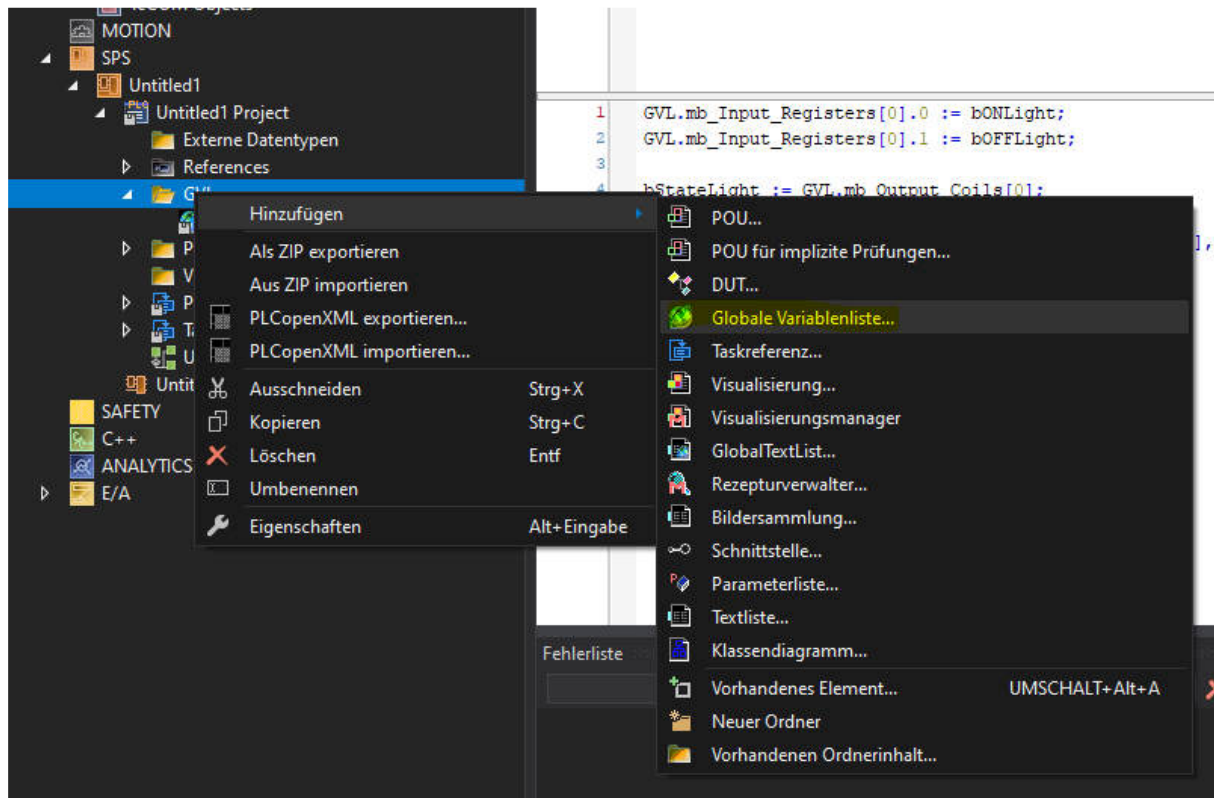 MOTION
SPS
Untitled1
Untitled1 Project
Externe Datentypen
References
SAFETY
C++
ANALYTICS
E/A
1 GVL.mb_Input_Registers[0].0 := bONLight;
2 GVL.mb_Input_Registers[0].1 := bOFFLight;
3
4 bStateLight := GVL.mb_Output_Coils[0];
],
Hinzufügen
Als ZIP exportieren
Aus ZIP importieren
PLCopenXML exportieren...
PLCopenXML importieren...
Ausschneiden Strg+X
Kopieren Strg+C
Löschen Entf
Umbenennen
Eigenschaften Alt+Eingabe
POU...
POU für implizite Prüfungen...
DUT...
Globale Variablenliste...
Taskreferenz...
Visualisierung...
Visualisierungsmanager
GlobalTextList...
Rezepturverwalter...
Bildersammlung...
Schnittstelle...
Parameterliste...
Textliste...
Klassendiagramm...
Vorhandenes Element... UMSCHALT+Alt+A
Neuer Ordner
Vorhandenen Ordnerinhalt...
Fehlerliste